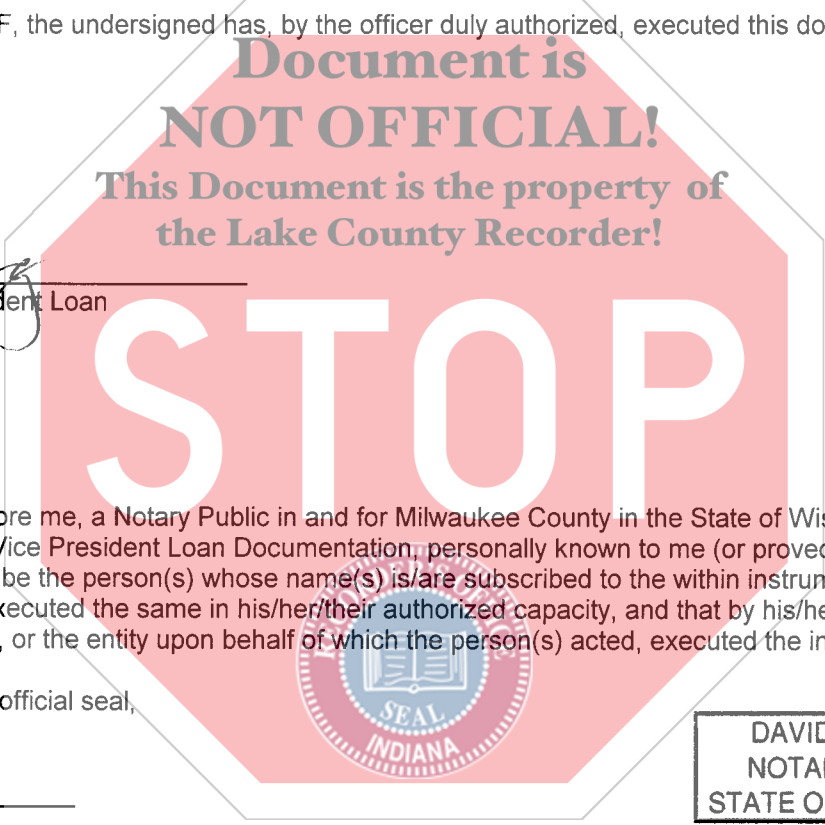 F, the undersigned has, by the officer duly authorized, executed this do
Document is
NOT OFFICIAL!
This Document is the property of
the Lake County Recorder!
dent Loan
STOP
ore me, a Notary Public in and for Milwaukee County in the State of Wis
Vice President Loan Documentation, personally known to me (or proved
be the person(s) whose name(s) is/are subscribed to the within instrum
xecuted the same in his/her/their authorized capacity, and that by his/he
, or the entity upon behalf of which the person(s) acted, executed the in
RECORDER'S OFFICE
SEAL
INDIANA
official seal,
DAVID
NOTA
STATE O